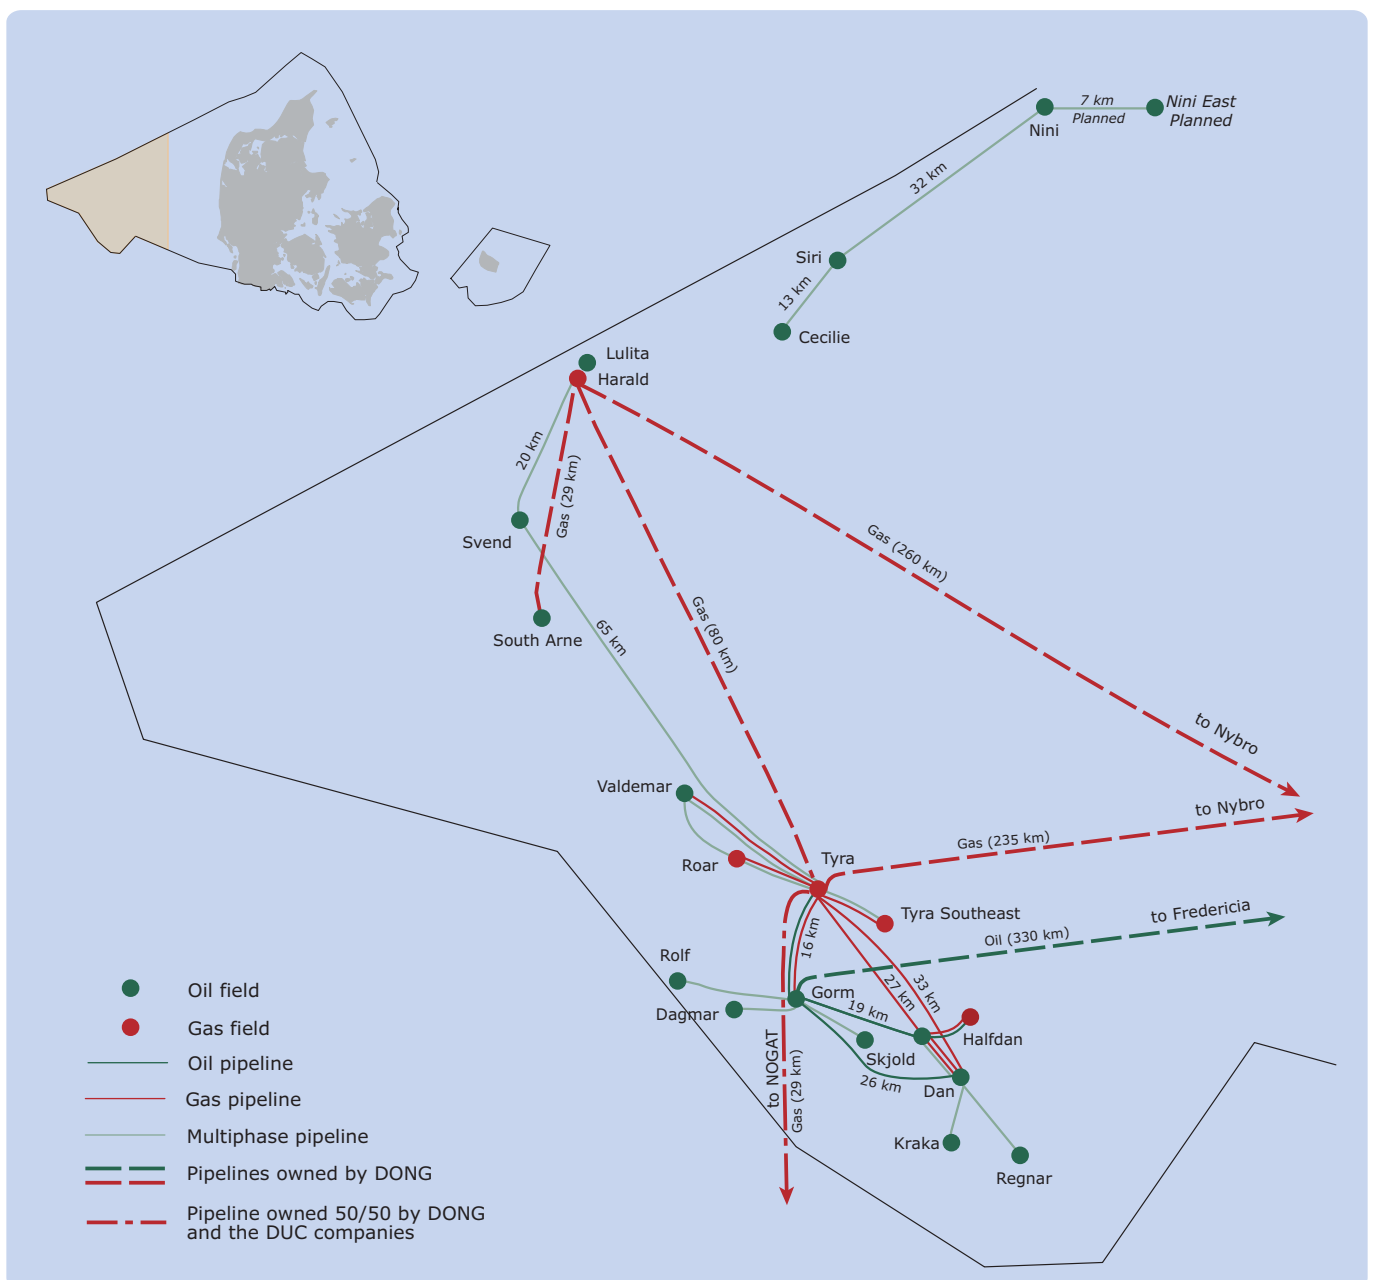 7 km
Planned
Nini East
Planned
Nini
32 km
Siri
13 km
Cecilie
Lulita
Harald
20 km
Gas (29 km)
Svend
South Arne
65 km
Gas (80 km)
Gas (260 km)
to Nybro
Valdemar
to Nybro
Gas (235 km)
Roar
Tyra
Tyra Southeast
to Fredericia
Oil (330 km)
16 km
Rolf
Gorm
27 km
33 km
19 km
Dagmar
Halfdan
Skjold
26 km
Dan
to NOGAT
Gas (29 km)
Kraka
Regnar
Oil field
Gas field
Oil pipeline
Gas pipeline
Multiphase pipeline
Pipelines owned by DONG
Pipeline owned 50/50 by DONG
and the DUC companies